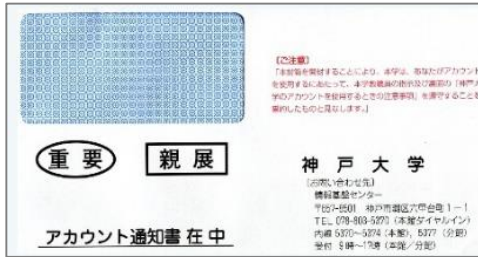 【ご注意】
「本封筒を開封することにより、本学は、あなたがアカウント
を使用するにあたって、本学教職員の指示及び裏面の「神戸大
学のアカウントを使用するときの注意事項」を遵守することを
誓約したものと見なします。」
重要
親展
神戸大学
【お問い合わせ先】
情報基盤センター
〒657-8501 神戸市灘区六甲台町1-1
TEL 078-803-5370 (本館ダイヤルイン)
内線 5370~5374 (本館), 5377 (分館)
受付 9時~17時 (本館/分館)
アカウント通知書在中